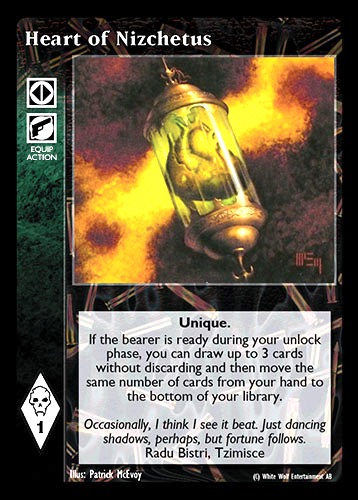 Heart of Nizchetus
EQUIP
ACTION
McEvoy
Unique.
If the bearer is ready during your unlock
phase, you can draw up to 3 cards
without discarding and then move the
same number of cards from your hand to
the bottom of your library.
Occasionally, I think I see it beat. Just dancing
shadows, perhaps, but fortune follows.
Radu Bistri, Tzimisce
1
Illus: Patrick McEvoy
(C) White Wolf Entertainment AB